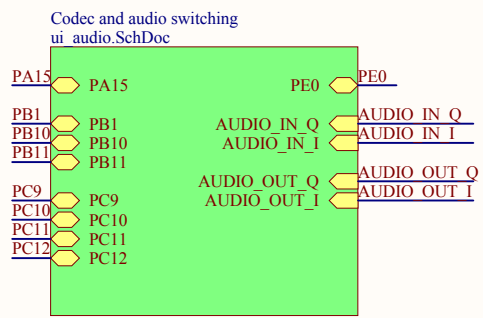 Codec and audio switching
ui_audio.SchDoc
PA15 PA15 PE0 PE0
PB1 PB1 AUDIO_IN_Q AUDIO_IN_Q
PB10 PB10 AUDIO_IN_I AUDIO_IN_I
PB11 PB11
AUDIO_OUT_Q AUDIO_OUT_Q
PC9 PC9 AUDIO_OUT_I AUDIO_OUT_I
PC10 PC10
PC11 PC11
PC12 PC12